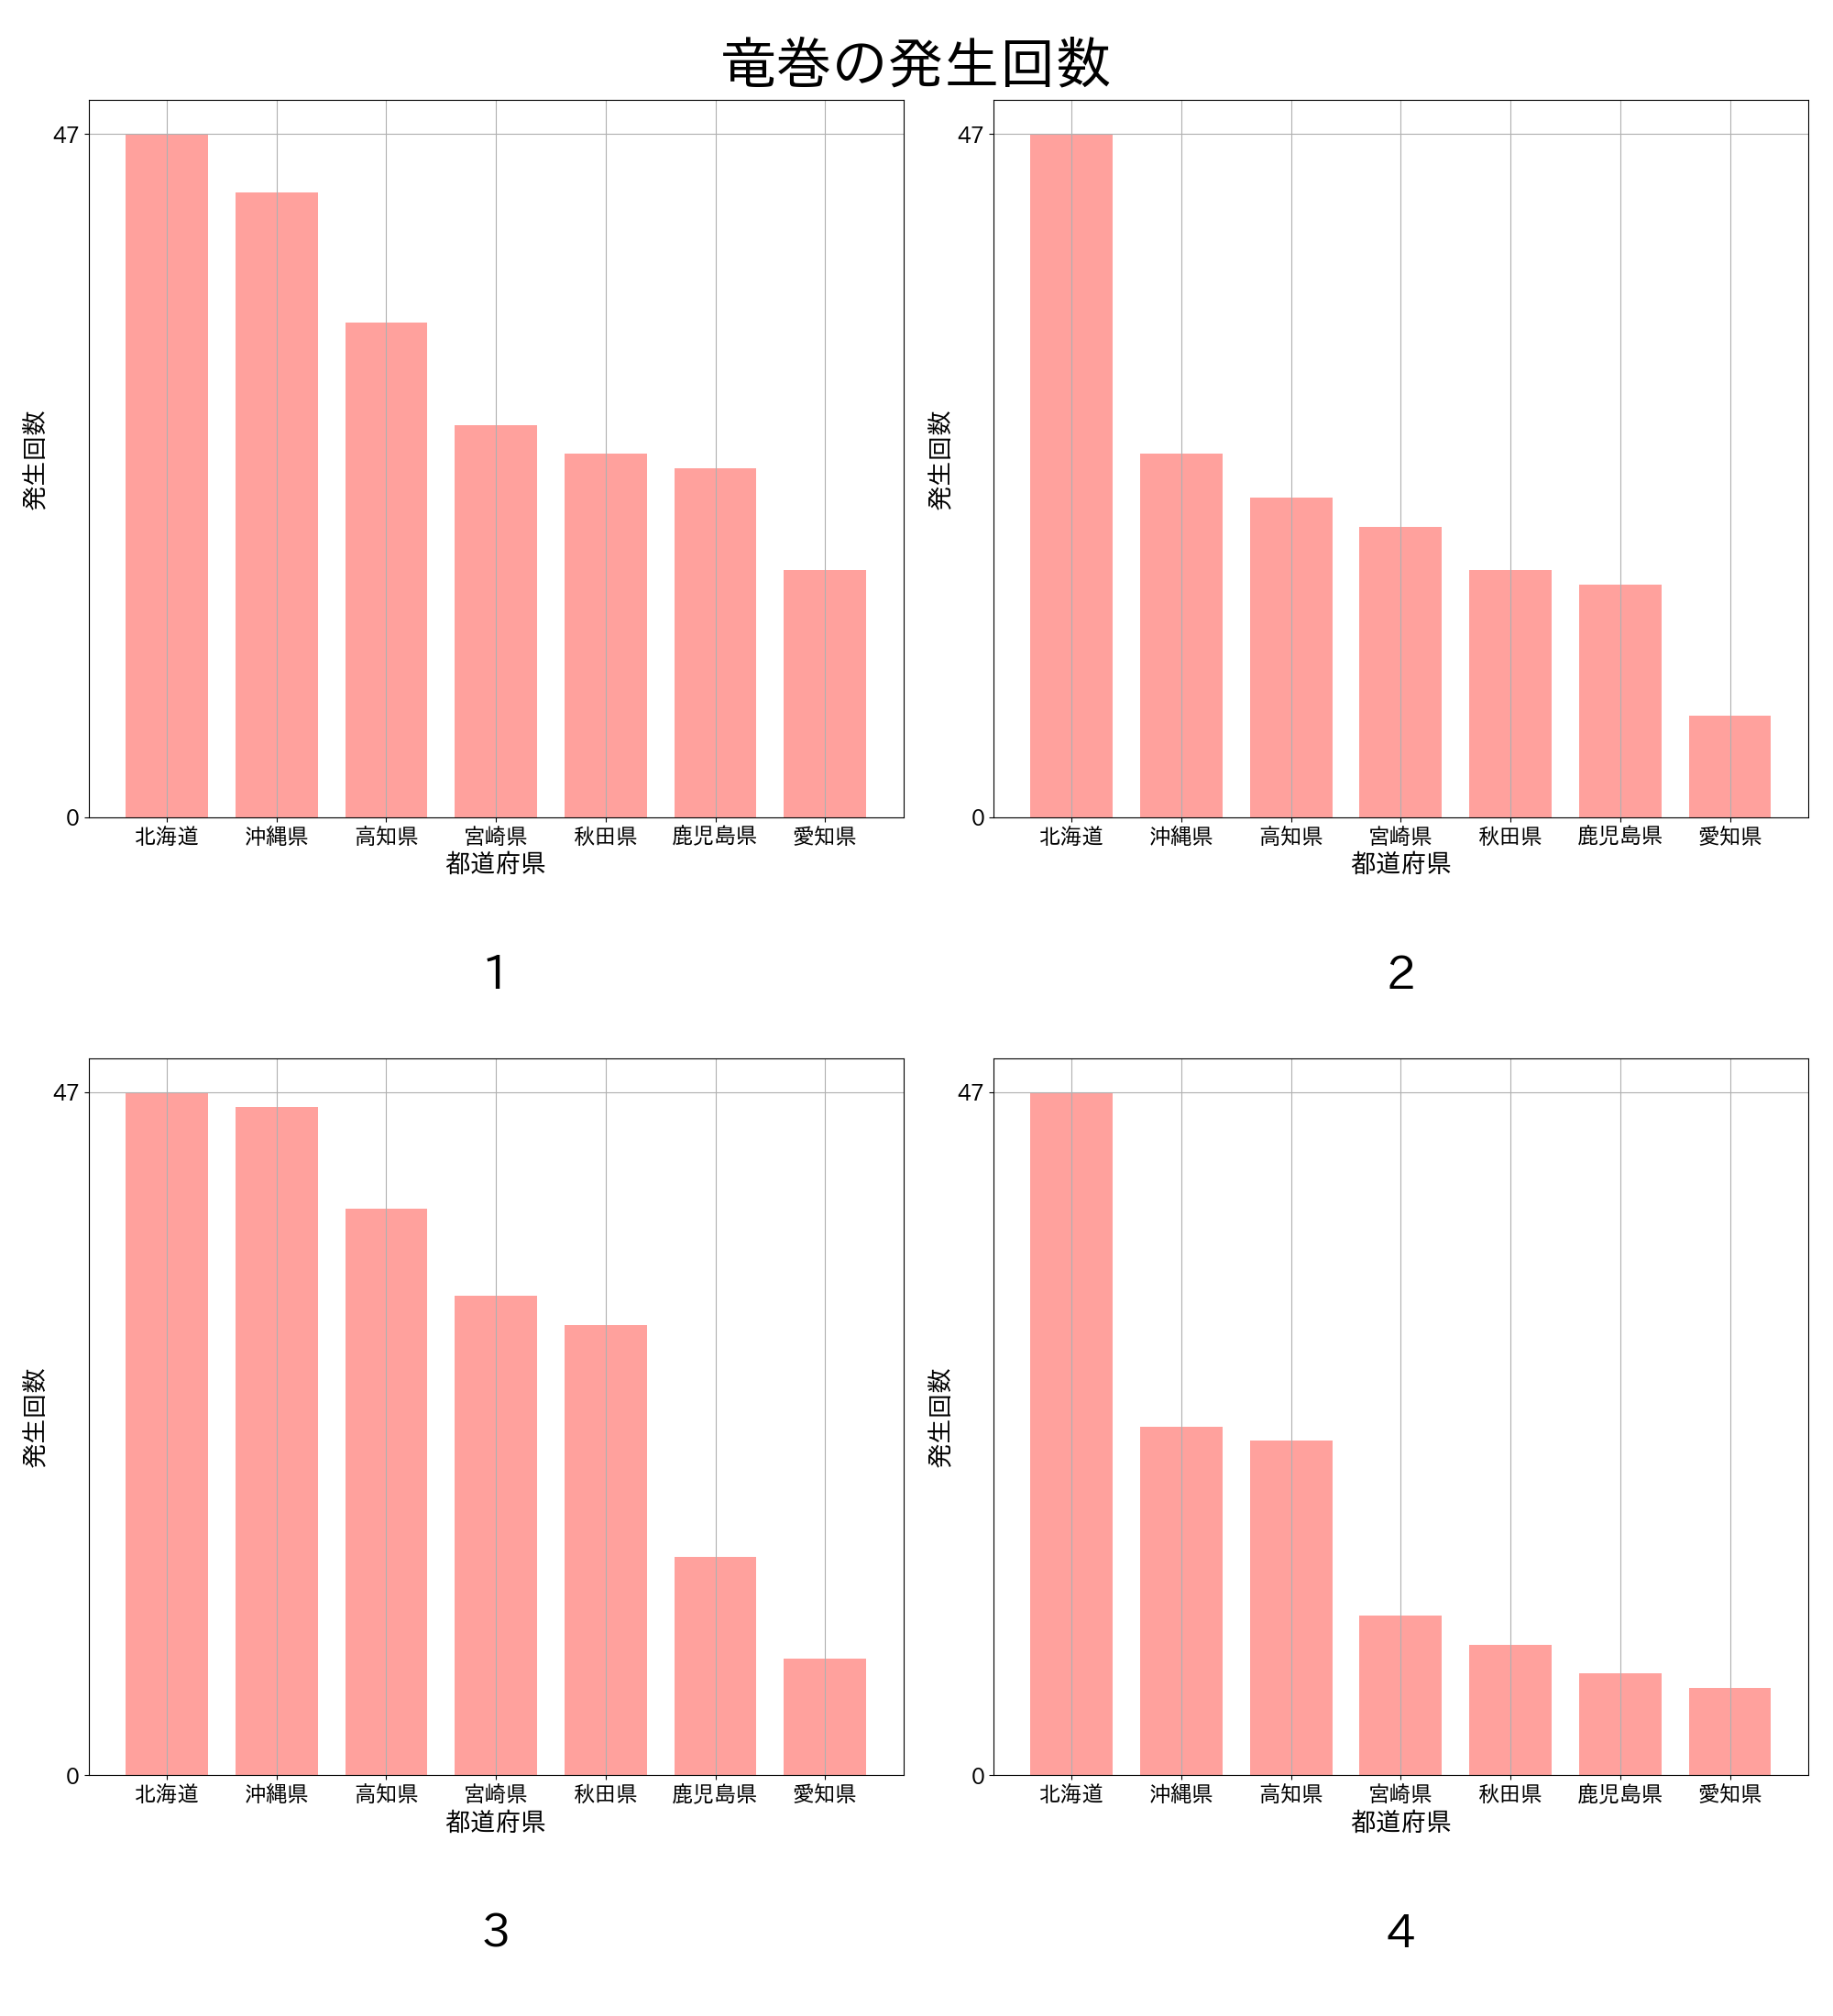 竜巻の発生回数
47
発生回数
0
北海道 沖縄県 高知県 宮崎県 秋田県 鹿児島県 愛知県
都道府県
1
47
発生回数
0
北海道 沖縄県 高知県 宮崎県 秋田県 鹿児島県 愛知県
都道府県
2
47
発生回数
0
北海道 沖縄県 高知県 宮崎県 秋田県 鹿児島県 愛知県
都道府県
3
47
発生回数
0
北海道 沖縄県 高知県 宮崎県 秋田県 鹿児島県 愛知県
都道府県
4